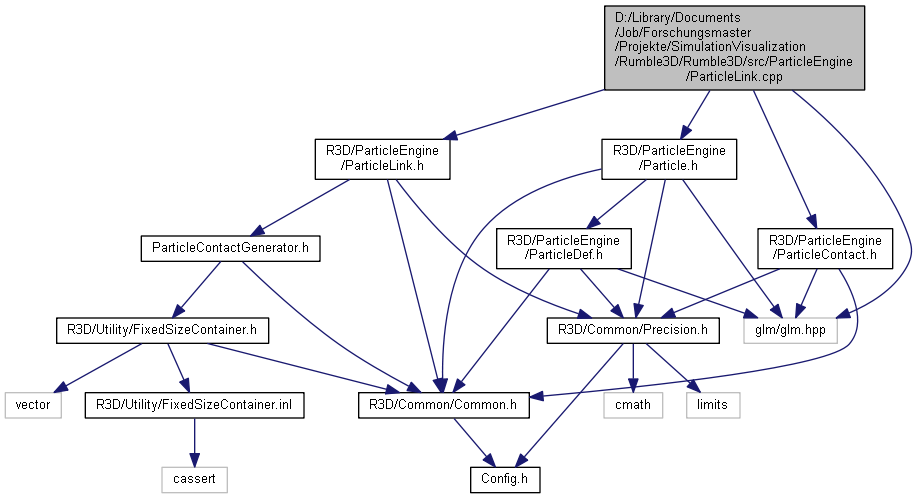 D:/Library/Documents
/Job/Forschungsmaster
/Projekte/SimulationVisualization
/Rumble3D/Rumble3D/src/ParticleEngine
/ParticleLink.cpp
R3D/ParticleEngine
/ParticleLink.h
R3D/ParticleEngine
/Particle.h
ParticleContactGenerator.h
R3D/ParticleEngine
/ParticleDef.h
R3D/ParticleEngine
/ParticleContact.h
R3D/Utility/FixedSizeContainer.h
R3D/Common/Precision.h
glm/glm.hpp
vector
R3D/Utility/FixedSizeContainer.inl
R3D/Common/Common.h
cmath
limits
cassert
Config.h